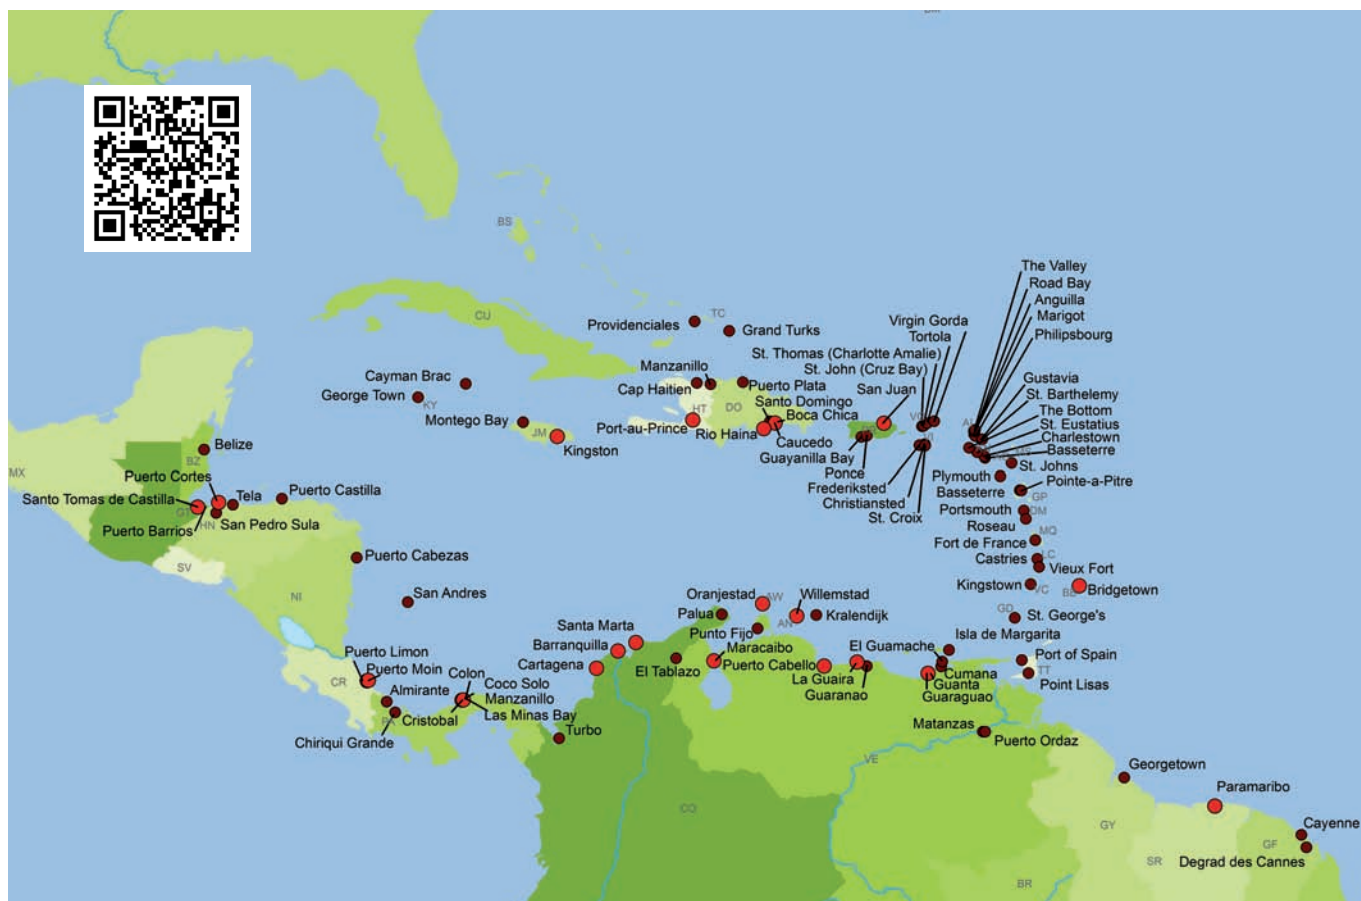 BS
The Valley
Road Bay
Anguilla
Marigot
Philipsbourg
TC
CU
Providenciales
Grand Turks
Virgin Gorda
Tortola
St. Thomas (Charlotte Amalie)
St. John (Cruz Bay)
San Juan
Manzanillo
Cap Haitien
Puerto Plata
Santo Domingo
Boca Chica
Caucedo
Guayanilla Bay
Ponce
Frederiksted
Christiansted
St. Croix
HT
DO
Port-au-Prince
Rio Haina
Cayman Brac
George Town
KY
Montego Bay
JM
Kingston
Gustavia
St. Barthelemy
The Bottom
St. Eustatius
Charlestown
Basseterre
St. Johns
Plymouth
Pointe-a-Pitre
Basseterre
GP
Portsmouth
DM
Roseau
MQ
Fort de France
Castries
LC
Vieux Fort
Kingstown
VC
BB
Bridgetown
GD
St. George's
MX
Belize
BZ
Puerto Cortes
Santo Tomas de Castilla
GT
Tela
Puerto Castilla
Puerto Barrios
HN
San Pedro Sula
SV
Puerto Cabezas
NI
San Andres
Puerto Limon
Puerto Moin
CR
Almirante
Colon
Coco Solo
Manzanillo
Cristobal
Las Minas Bay
PA
Chiriqui Grande
Turbo
Santa Marta
Barranquilla
Cartagena
Oranjestad
AW
Willemstad
Palua
Punto Fijo
AN
Kralendijk
Maracaibo
El Tablazo
Puerto Cabello
La Guaira
Guaranao
El Guamache
Isla de Margarita
Cumana
Guanta
Guaraguao
Port of Spain
TT
Point Lisas
Matanzas
Puerto Ordaz
VE
CO
Georgetown
Paramaribo
Cayenne
Degrad des Cannes
GY
SR
GF
BR